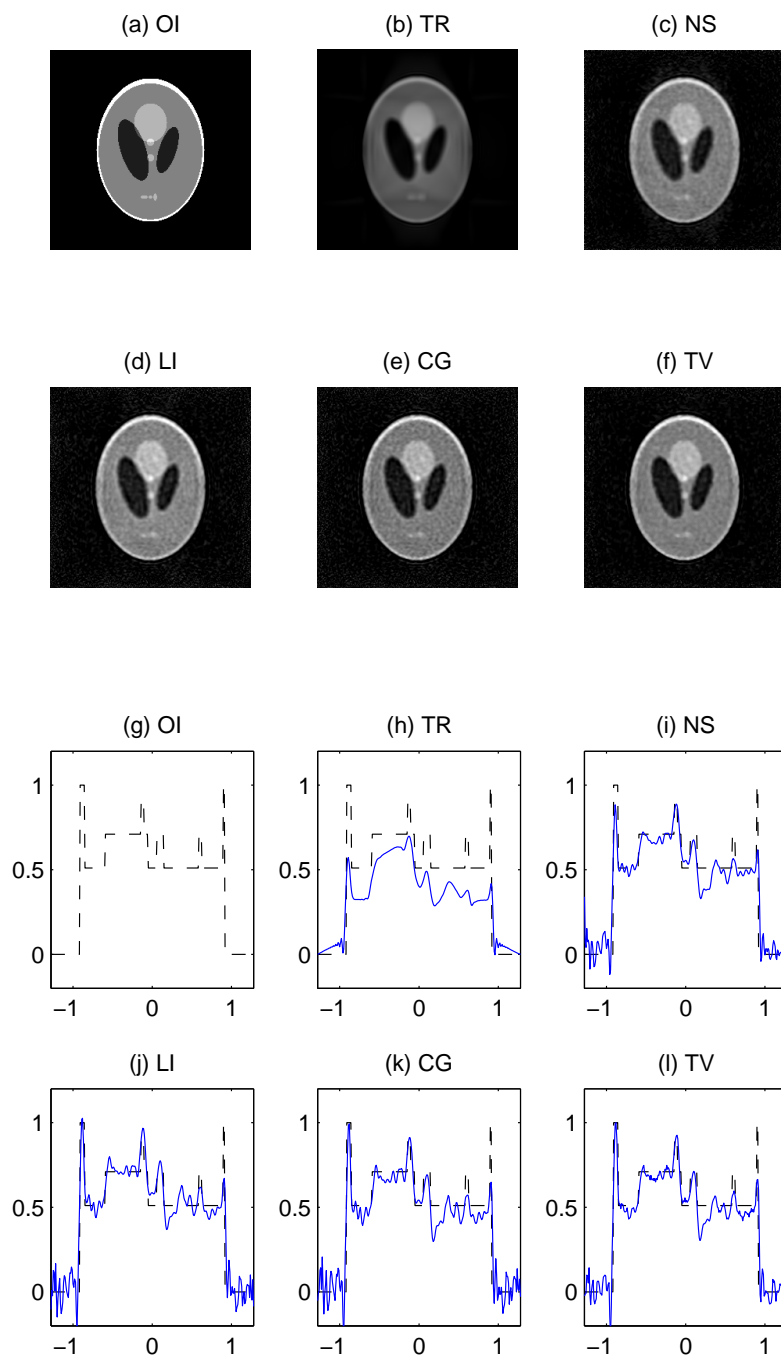 (a) OI
(b) TR
(c) NS
(d) LI
(e) CG
(f) TV
(g) OI
(h) TR
(i) NS
1
0.5
0
−1 0 1
1
0.5
0
−1 0 1
1
0.5
0
−1 0 1
(j) LI
(k) CG
(l) TV
1
0.5
0
−1 0 1
1
0.5
0
−1 0 1
1
0.5
0
−1 0 1